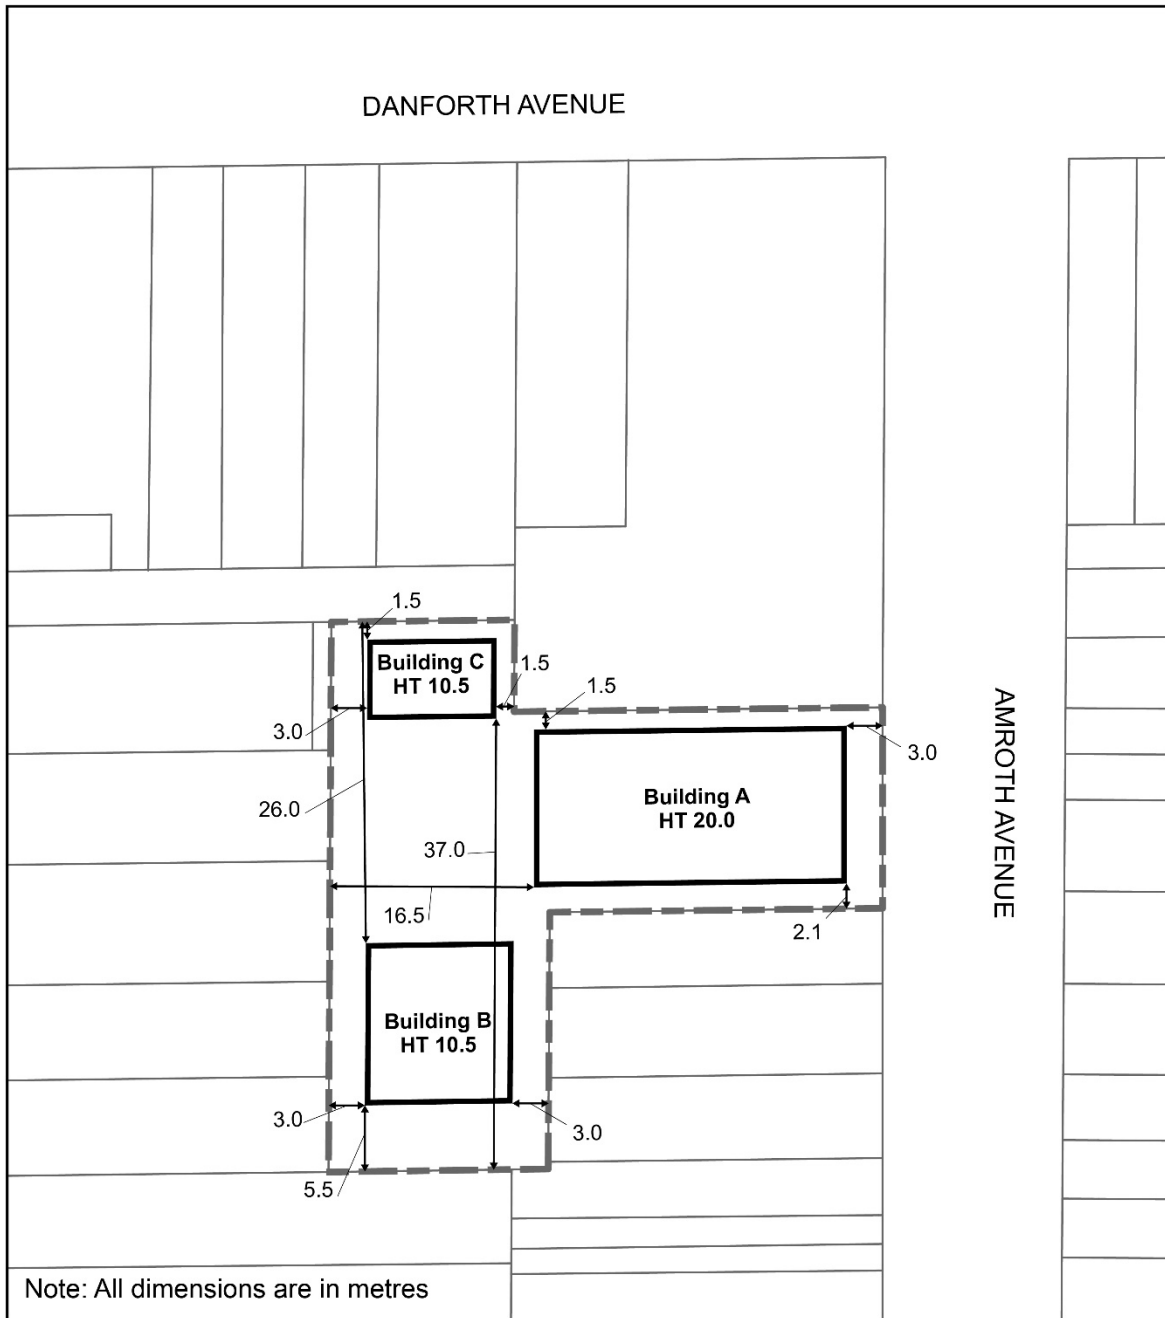 DANFORTH AVENUE
1.5
Building C
HT 10.5
1.5
1.5
3.0
3.0
AMROTH AVENUE
Building A
HT 20.0
26.0
37.0
16.5
2.1
Building B
HT 10.5
3.0
3.0
5.5
Note: All dimensions are in metres